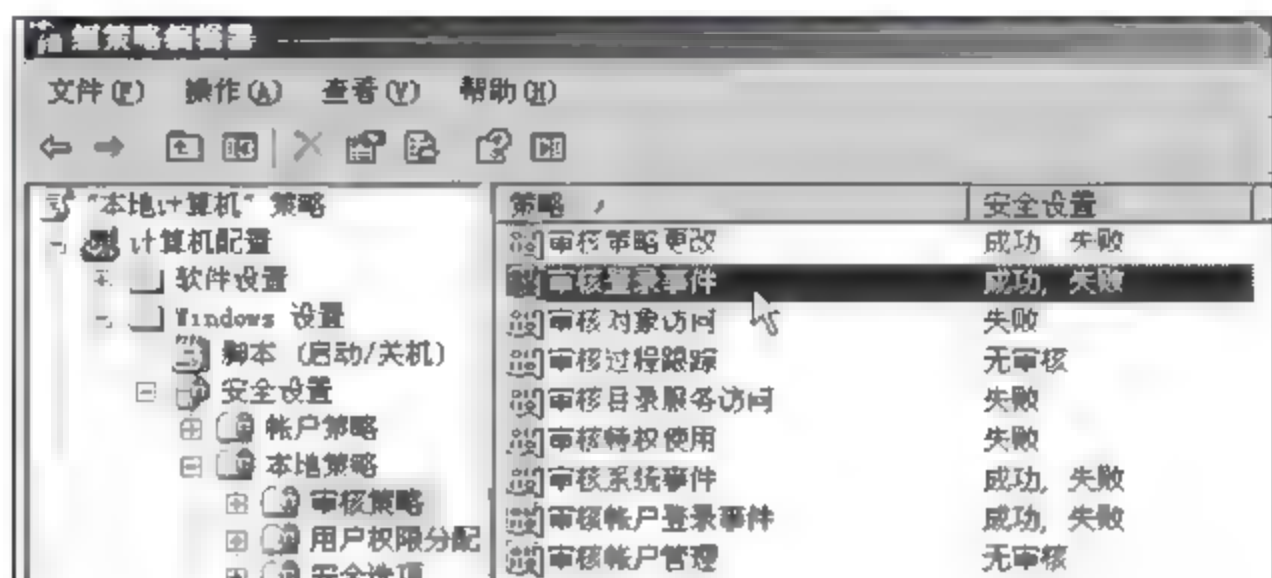 组策略编辑器
文件(F) 操作(A) 查看(V) 帮助(H)
"本地计算机" 策略
计算机配置
软件设置
Windows 设置
脚本 (启动/关机)
安全设置
帐户策略
本地策略
审核策略
用户权限分配
安全选项
策略 安全设置
审核策略更改 成功, 失败
审核登录事件 成功, 失败
审核对象访问 失败
审核过程跟踪 无审核
审核目录服务访问 失败
审核特权使用 失败
审核系统事件 成功, 失败
审核帐户登录事件 成功, 失败
审核帐户管理 无审核